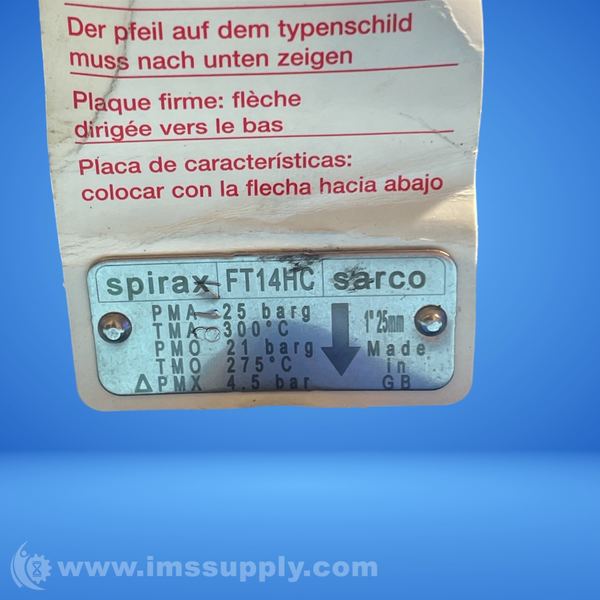 Der pfeil auf dem typenschild
muss nach unten zeigen
Plaque firme: flèche
dirigée vers le bas
Placa de características:
colocar con la flecha hacia abajo
spirax FT14HC sarco
PMA 25 barg
TMA 300°C
PMO 21 barg
TMO 275°C
ΔPMX 4.5 bar
1" 25mm
Made
in
GB
www.imssupply.com